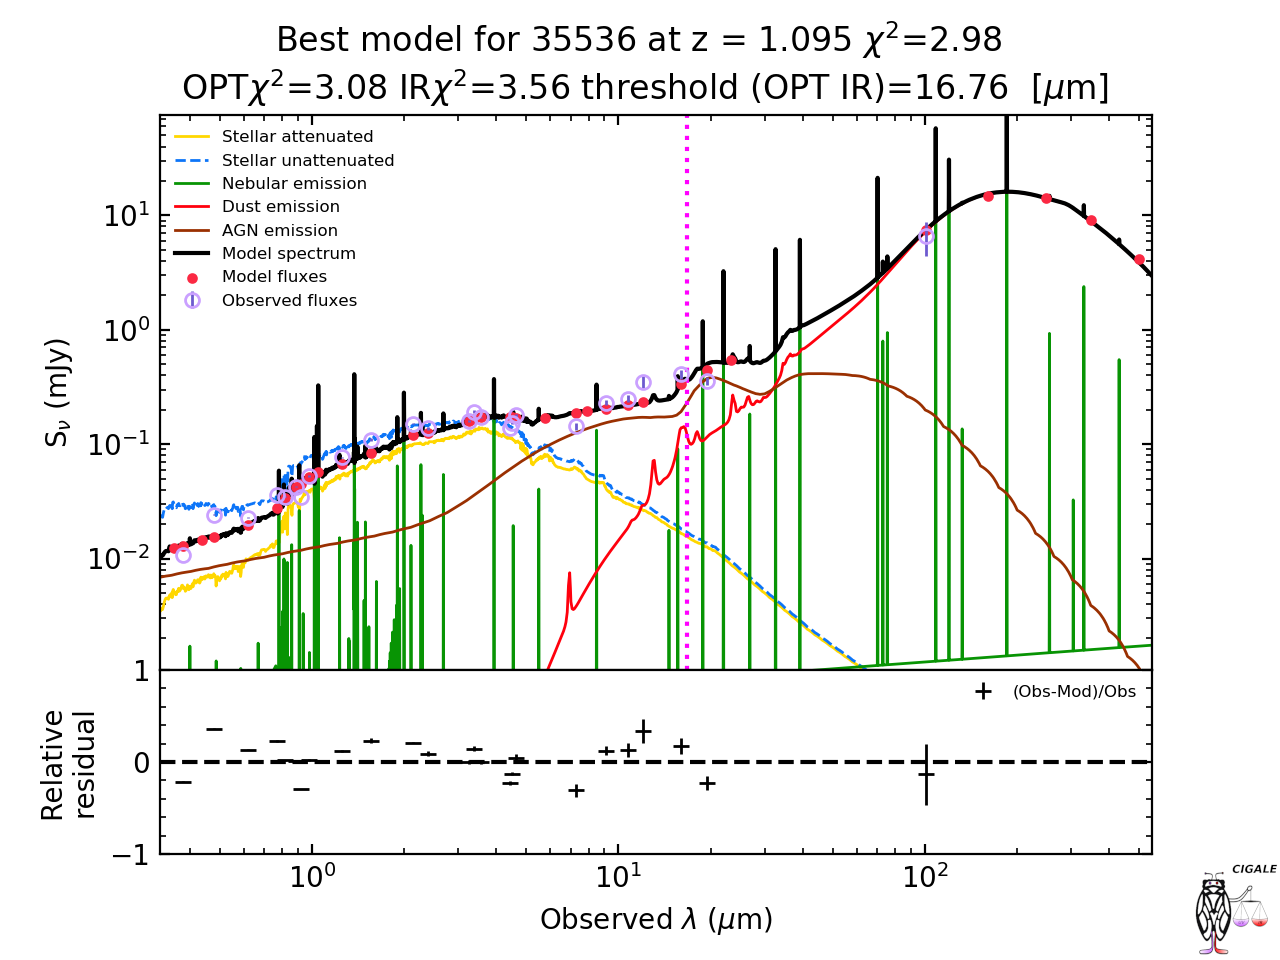 Best model for 35536 at z = 1.095 χ²=2.98
OPTχ²=3.08 IRχ²=3.56 threshold (OPT IR)=16.76 [μm]
Stellar attenuated
Stellar unattenuated
Nebular emission
Dust emission
AGN emission
Model spectrum
Model fluxes
Observed fluxes
10¹
10⁰
10⁻¹
10⁻²
S_ν (mJy)
1
0
−1
Relative
residual
(Obs-Mod)/Obs
10⁰ 10¹ 10²
Observed λ (μm)
CIGALE